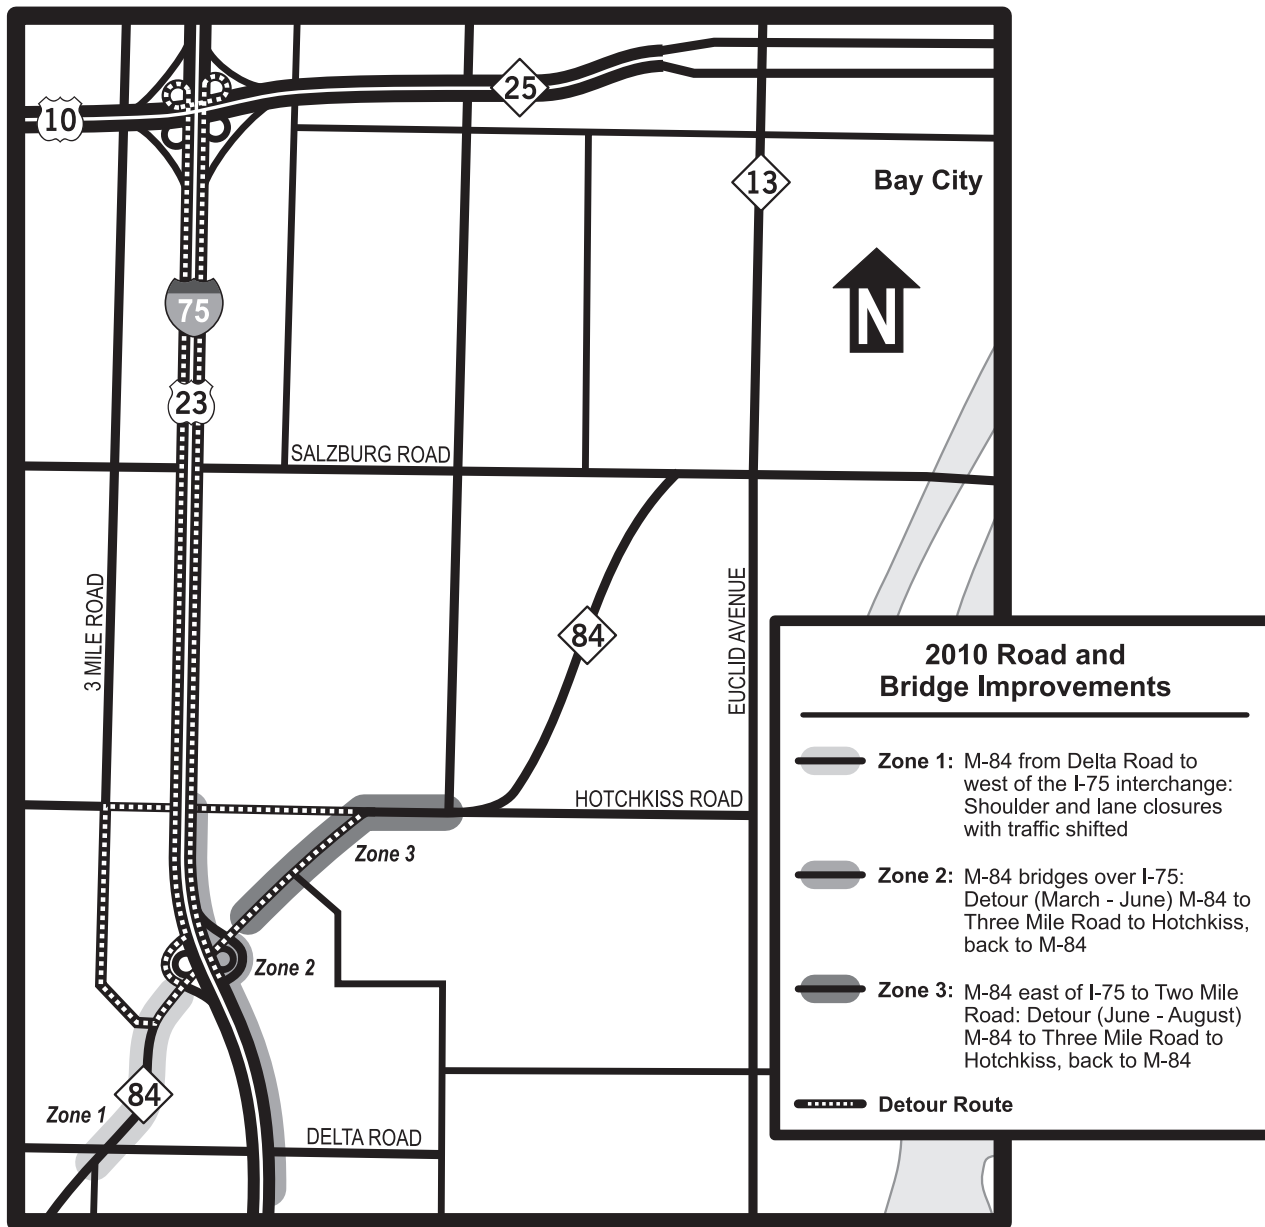 10
25
13
Bay City
N
75
23
SALZBURG ROAD
3 MILE ROAD
84
EUCLID AVENUE
HOTCHKISS ROAD
Zone 3
Zone 2
84
Zone 1
DELTA ROAD
2010 Road and
Bridge Improvements
Zone 1: M-84 from Delta Road to
west of the I-75 interchange:
Shoulder and lane closures
with traffic shifted
Zone 2: M-84 bridges over I-75:
Detour (March - June) M-84 to
Three Mile Road to Hotchkiss,
back to M-84
Zone 3: M-84 east of I-75 to Two Mile
Road: Detour (June - August)
M-84 to Three Mile Road to
Hotchkiss, back to M-84
Detour Route